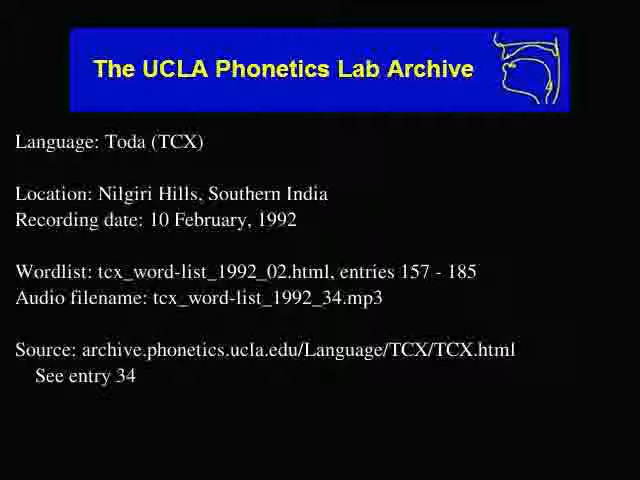 The UCLA Phonetics Lab Archive
Language: Toda (TCX)
Location: Nilgiri Hills, Southern India
Recording date: 10 February, 1992
Wordlist: tcx_word-list_1992_02.html, entries 157 - 185
Audio filename: tcx_word-list_1992_34.mp3
Source: archive.phonetics.ucla.edu/Language/TCX/TCX.html
See entry 34